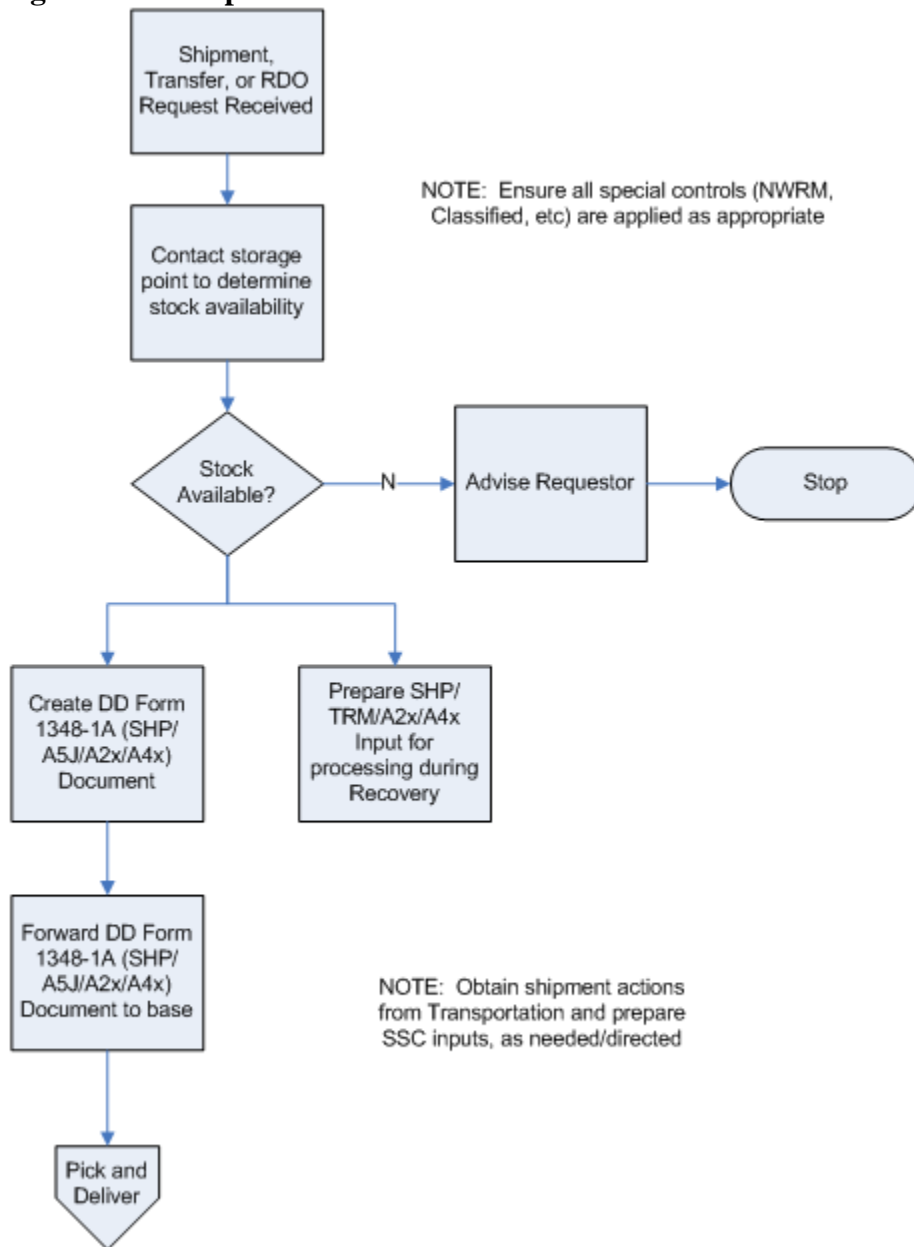 Shipment,
Transfer, or RDO
Request Received
NOTE: Ensure all special controls (NWRM,
Classified, etc) are applied as appropriate
Contact storage
point to determine
stock availability
Stock
Available?
N
Advise Requestor
Stop
Create DD Form
1348-1A (SHP/
A5J/A2x/A4x)
Document
Prepare SHP/
TRM/A2x/A4x
Input for
processing during
Recovery
Forward DD Form
1348-1A (SHP/
A5J/A2x/A4x)
Document to base
NOTE: Obtain shipment actions
from Transportation and prepare
SSC inputs, as needed/directed
Pick and
Deliver